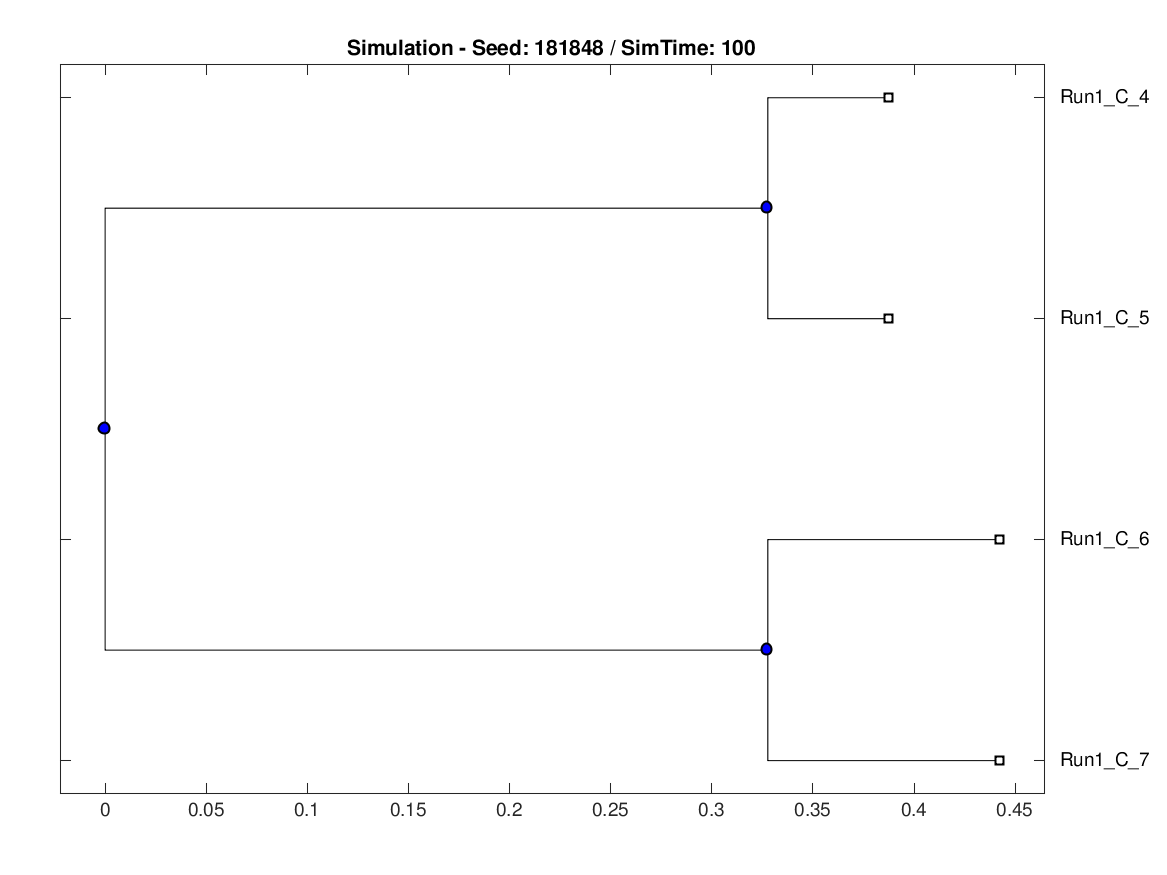 Simulation - Seed: 181848 / SimTime: 100
Run1_C_4
Run1_C_5
Run1_C_6
Run1_C_7
0 0.05 0.1 0.15 0.2 0.25 0.3 0.35 0.4 0.45